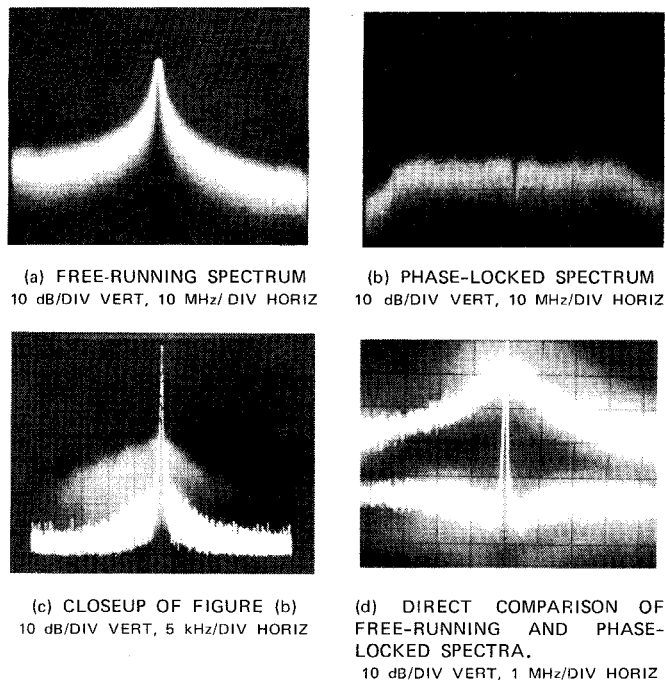 (a) FREE-RUNNING SPECTRUM
10 dB/DIV VERT, 10 MHz/ DIV HORIZ
(b) PHASE-LOCKED SPECTRUM
10 dB/DIV VERT, 10 MHz/DIV HORIZ
(c) CLOSEUP OF FIGURE (b)
10 dB/DIV VERT, 5 kHz/DIV HORIZ
(d) DIRECT COMPARISON OF
FREE-RUNNING AND PHASE-
LOCKED SPECTRA.
10 dB/DIV VERT, 1 MHz/DIV HORIZ